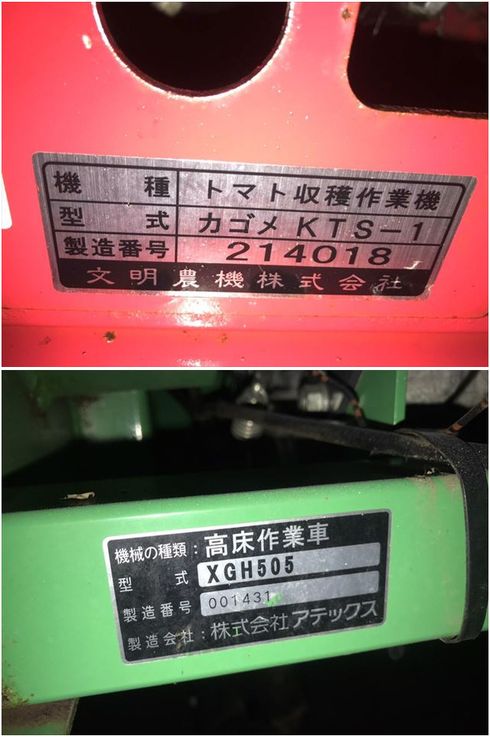 機種 トマト収穫作業機
型式 カゴメ KTS-1
製造番号 214018
文明農機株式会社
機械の種類：高床作業車
型式 XGH505
製造番号 001431
製造会社：株式会社アテックス